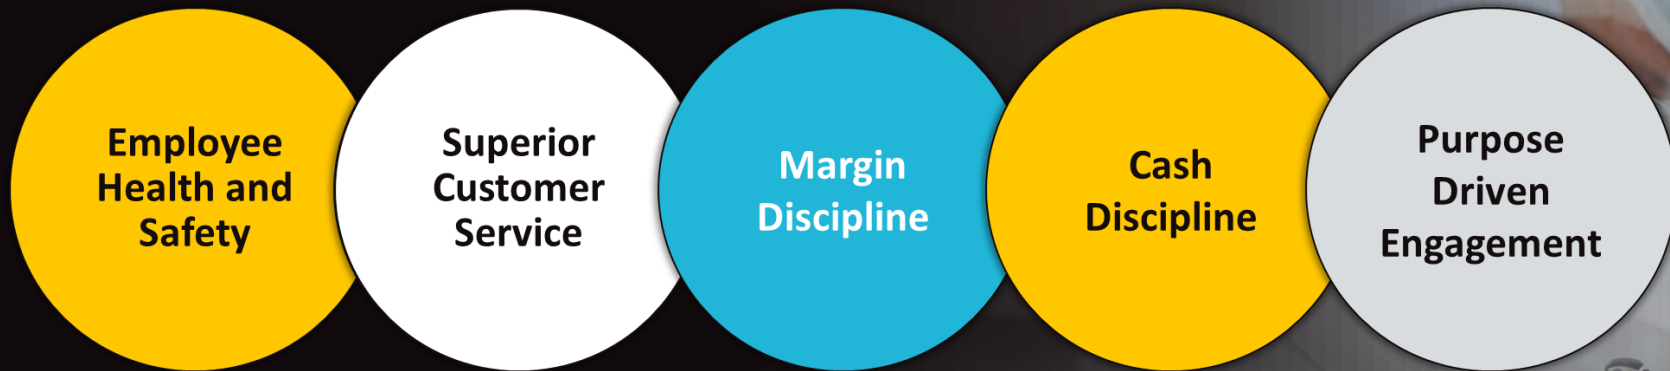 Employee
Health and
Safety
Superior
Customer
Service
Margin
Discipline
Cash
Discipline
Purpose
Driven
Engagement